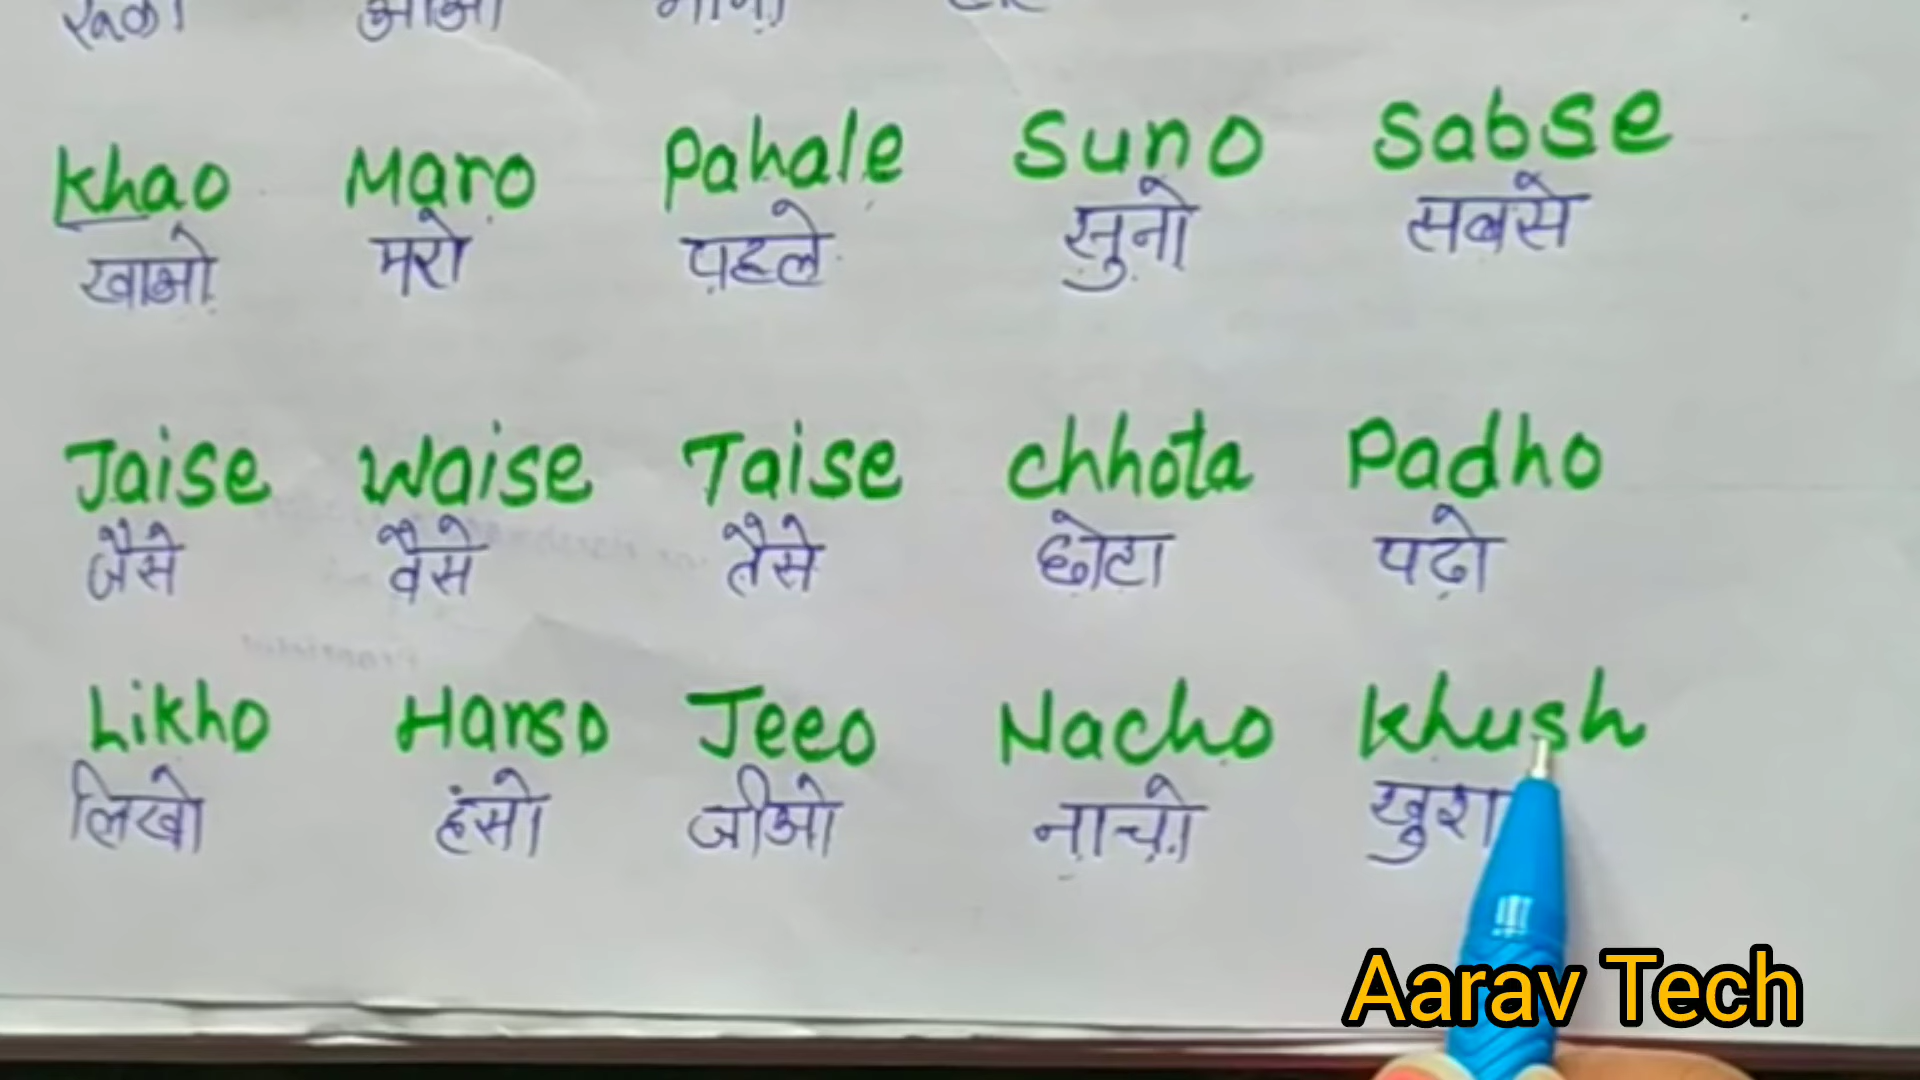 Khao Maro Pahale Suno Sabse
खाओ मरो पहले सुनो सबसे
Jaise Waise Taise Chhota Padho
जैसे वैसे तैसे छोटा पढ़ो
Likho Hanso Jeeo Nacho Khush
लिखो हंसो जीओ नाचो खुश
Aarav Tech